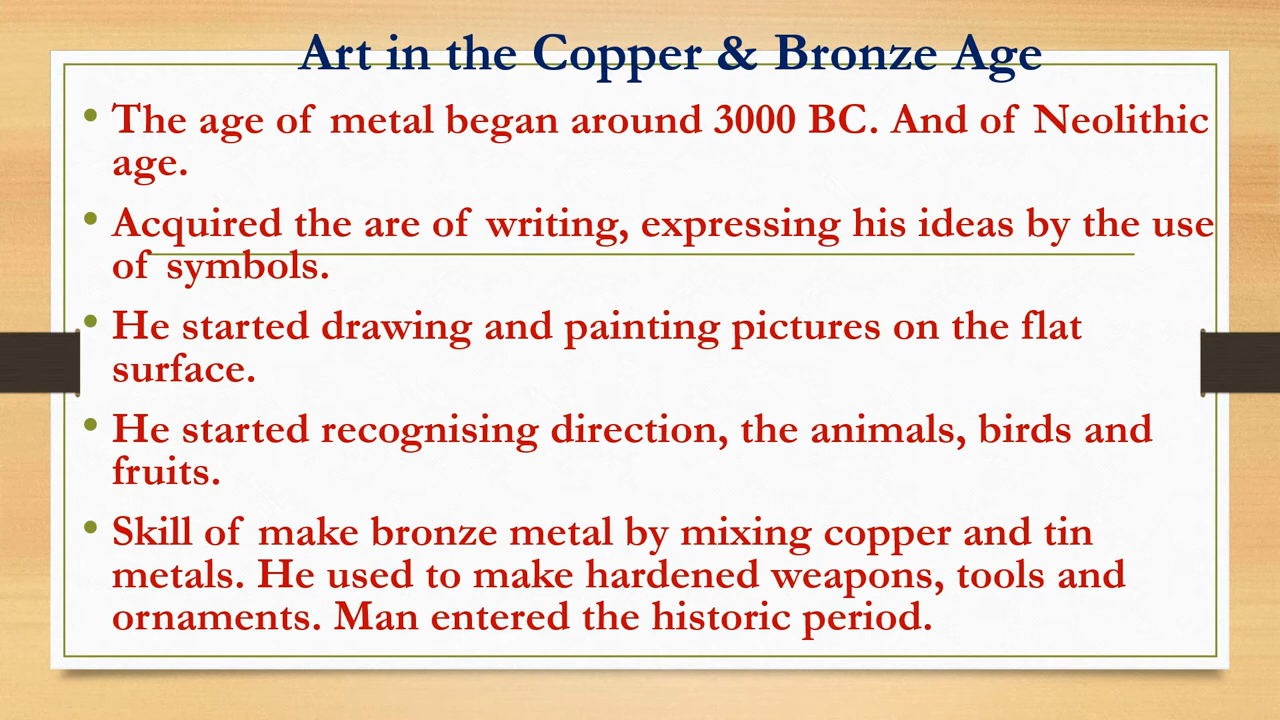 Art in the Copper & Bronze Age
• The age of metal began around 3000 BC. And of Neolithic
age.
• Acquired the are of writing, expressing his ideas by the use
of symbols.
• He started drawing and painting pictures on the flat
surface.
• He started recognising direction, the animals, birds and
fruits.
• Skill of make bronze metal by mixing copper and tin
metals. He used to make hardened weapons, tools and
ornaments. Man entered the historic period.